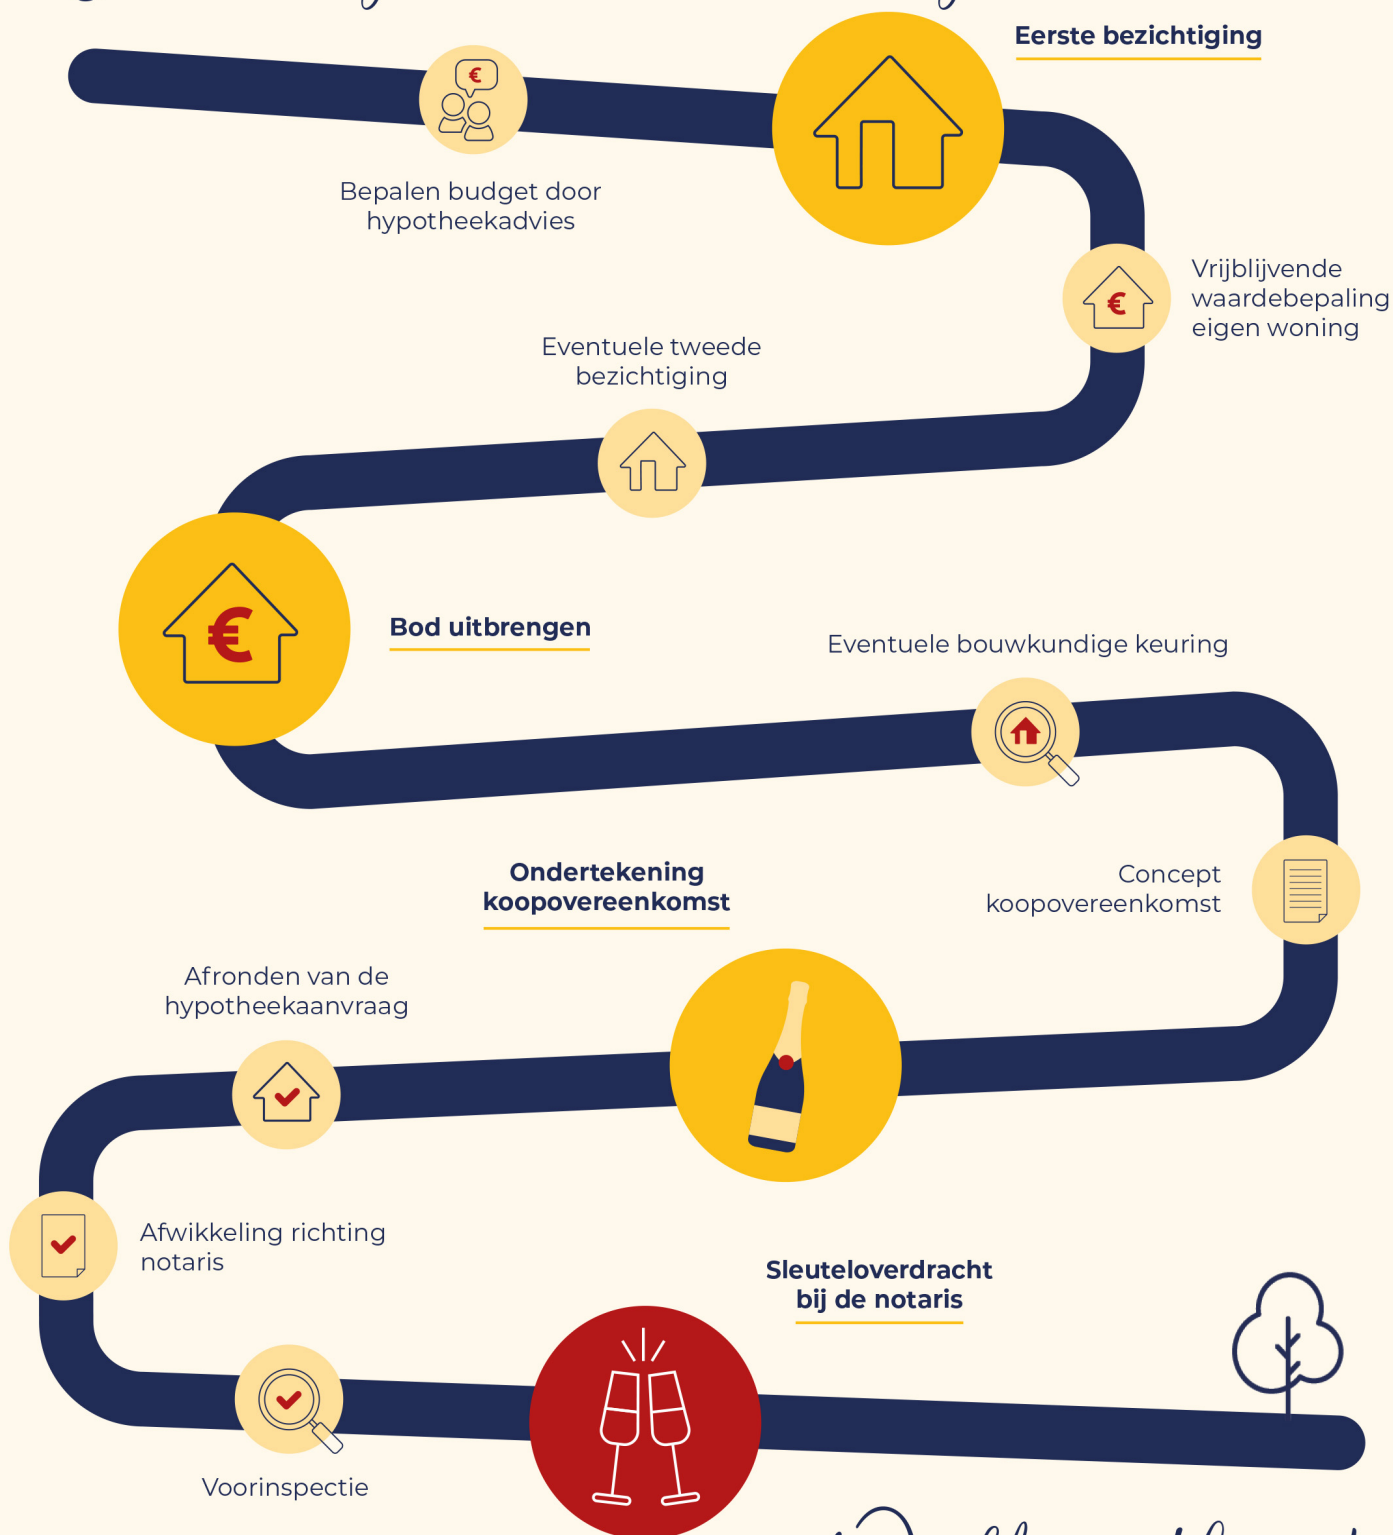 Eerste bezichtiging
€
Bepalen budget door
hypotheekadvies
Vrijblijvende
waardebepaling
eigen woning
€
Eventuele tweede
bezichtiging
€
Bod uitbrengen
Eventuele bouwkundige keuring
Concept
koopovereenkomst
Ondertekening
koopovereenkomst
Afronden van de
hypotheekaanvraag
Afwikkeling richting
notaris
Voorinspectie
Sleuteloverdracht
bij de notaris